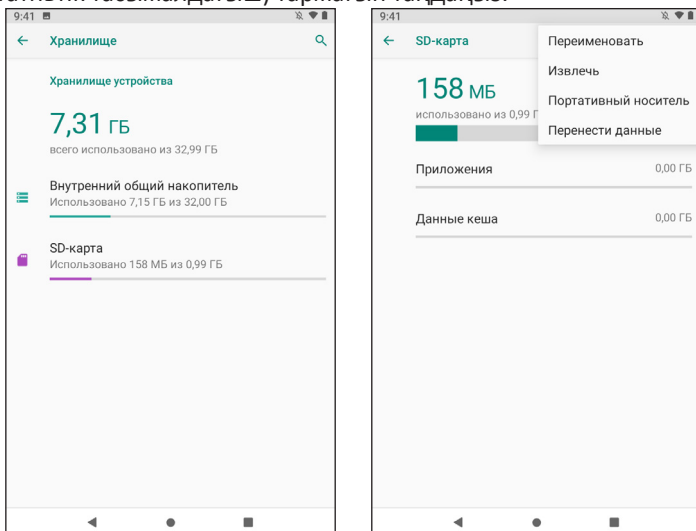 9:41
Хранилище
Хранилище устройства
7,31 ГБ
всего использовано из 32,99 ГБ
Внутренний общий накопитель
Использовано 7,15 ГБ из 32,00 ГБ
SD-карта
Использовано 158 МБ из 0,99 ГБ
9:41
SD-карта
Переименовать
Извлечь
Портативный носитель
Перенести данные
158 МБ
использовано из 0,99 Г
Приложения
0,00 ГБ
Данные кеша
0,00 ГБ